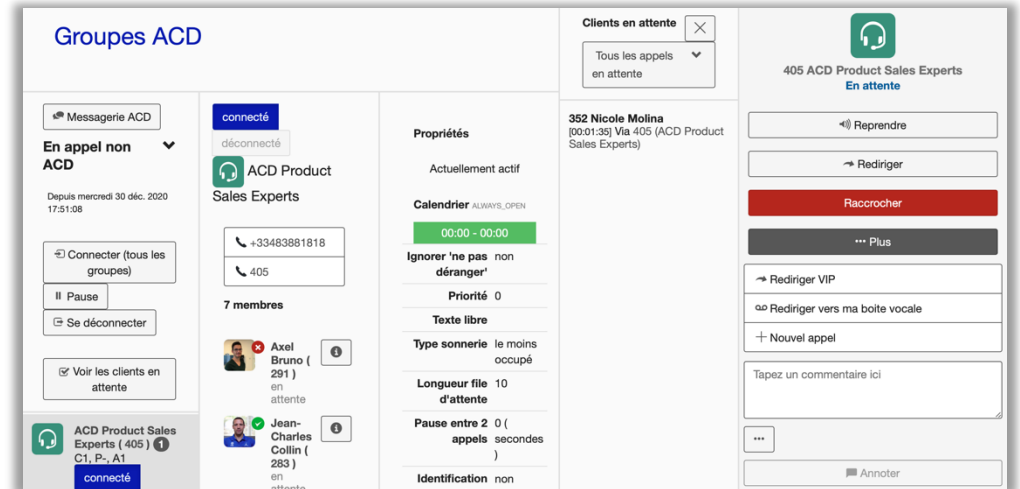 Groupes ACD
Messagerie ACD
En appel non
ACD
Depuis mercredi 30 déc. 2020
17:51:08
Connecter (tous les
groupes)
Pause
Se déconnecter
Voir les clients en
attente
ACD Product Sales
Experts ( 405 ) 1
C1, P-, A1
connecté
connecté
déconnecté
ACD Product
Sales Experts
+33483881818
405
7 membres
Axel
Bruno (
291 )
en
attente
Jean-
Charles
Collin (
283 )
en
attente
Propriétés
Actuellement actif
Calendrier ALWAYS_OPEN
00:00 - 00:00
Ignorer 'ne pas non
déranger'
Priorité 0
Texte libre
Type sonnerie le moins
occupé
Longueur file 10
d'attente
Pause entre 2 0 (
appels secondes
)
Identification non
Clients en attente
Tous les appels
en attente
352 Nicole Molina
[00:01:35] Via 405 (ACD Product
Sales Experts)
405 ACD Product Sales Experts
En attente
Reprendre
Rediriger
Raccrocher
••• Plus
Rediriger VIP
Rediriger vers ma boite vocale
Nouvel appel
Tapez un commentaire ici
•••
Annoter